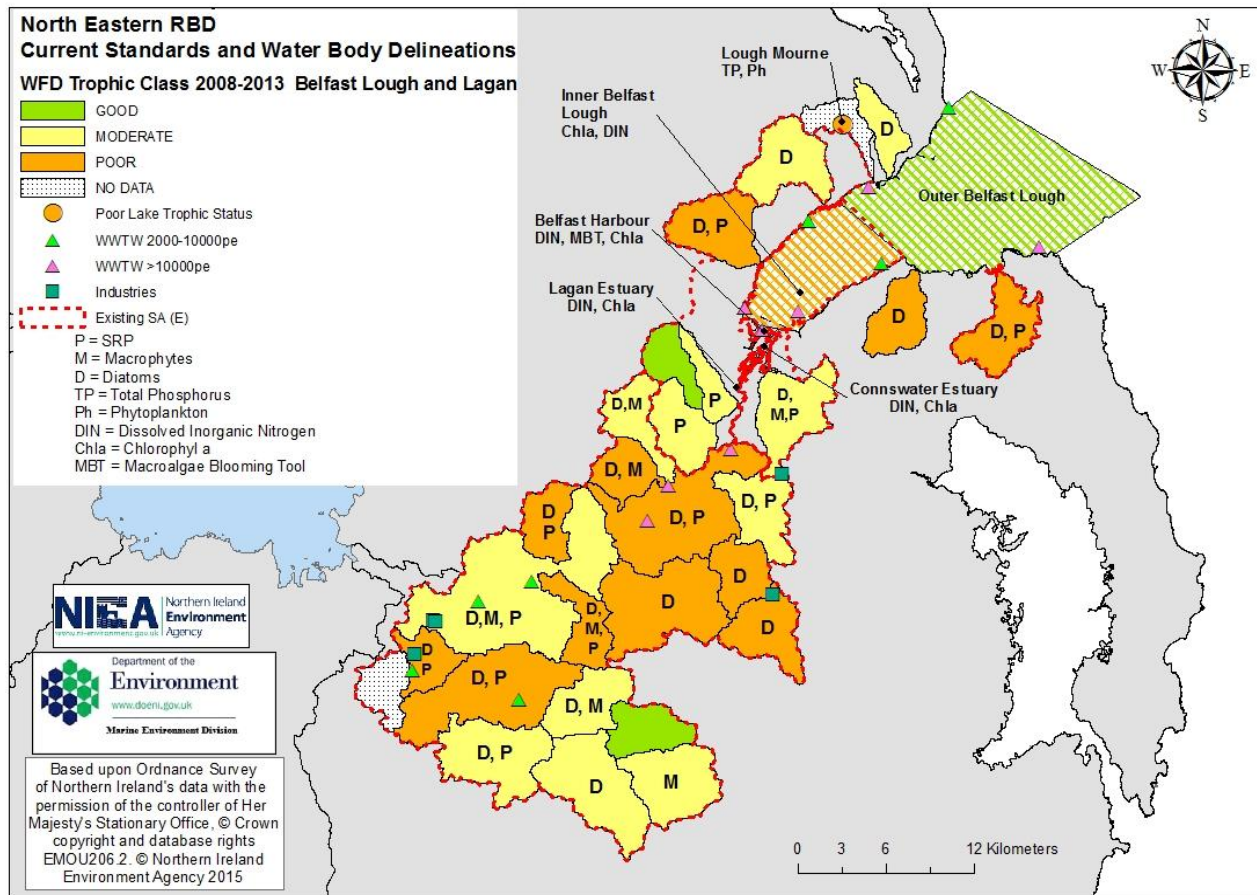 North Eastern RBD
Current Standards and Water Body Delineations
WFD Trophic Class 2008-2013 Belfast Lough and Lagan
GOOD
MODERATE
POOR
NO DATA
Poor Lake Trophic Status
WWTW 2000-10000pe
WWTW >10000pe
Industries
Existing SA (E)
P = SRP
M = Macrophytes
D = Diatoms
TP = Total Phosphorus
Ph = Phytoplankton
DIN = Dissolved Inorganic Nitrogen
Chla = Chlorophyl a
MBT = Macroalgae Blooming Tool
N
W E
S
Lough Mourne
TP, Ph
Inner Belfast
Lough
Chla, DIN
D
D
Outer Belfast Lough
Belfast Harbour
DIN, MBT, Chla
D, P
Lagan Estuary
DIN, Chla
D
D, P
Connswater Estuary
DIN, Chla
D,M
P
P
D,
M,P
D, M
D, P
D
P
D, P
D
D
D
D,M, P
D,
M,
P
D
P
D, P
D, M
D, P
D
M
NIEA
www.ni-environment.gov.uk
Northern Ireland
Environment
Agency
Department of the
Environment
www.doeni.gov.uk
Marine Environment Division
Based upon Ordnance Survey
of Northern Ireland's data with the
permission of the controller of Her
Majesty's Stationary Office, © Crown
copyright and database rights
EMOU206.2. © Northern Ireland
Environment Agency 2015
0 3 6 12 Kilometers